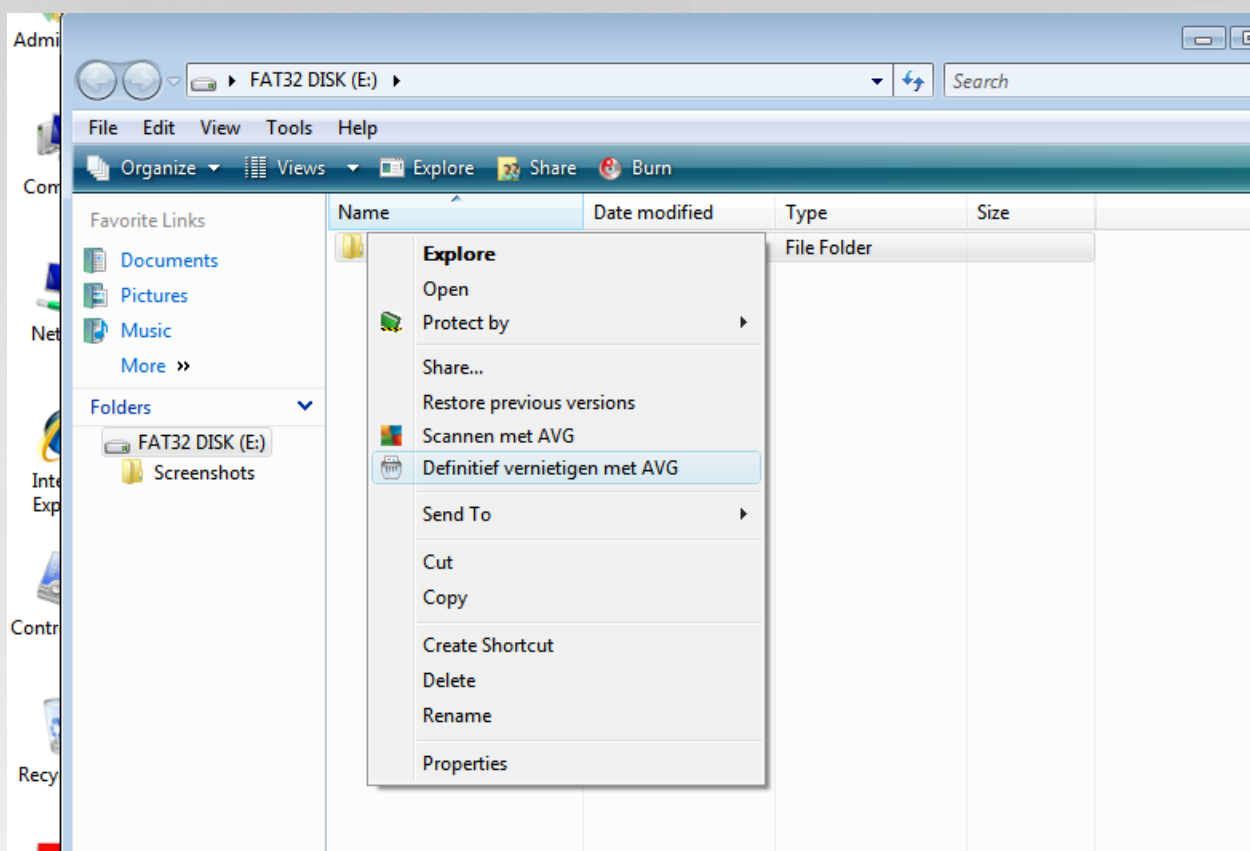 Admi
FAT32 DISK (E:)
Search
File Edit View Tools Help
Organize Views Explore Share Burn
Com
Favorite Links
Documents
Pictures
Music
More »
Folders
FAT32 DISK (E:)
Screenshots
Net
Inte
Exp
Contr
Recy
Name Date modified Type Size
File Folder
Explore
Open
Protect by
Share...
Restore previous versions
Scannen met AVG
Definitief vernietigen met AVG
Send To
Cut
Copy
Create Shortcut
Delete
Rename
Properties